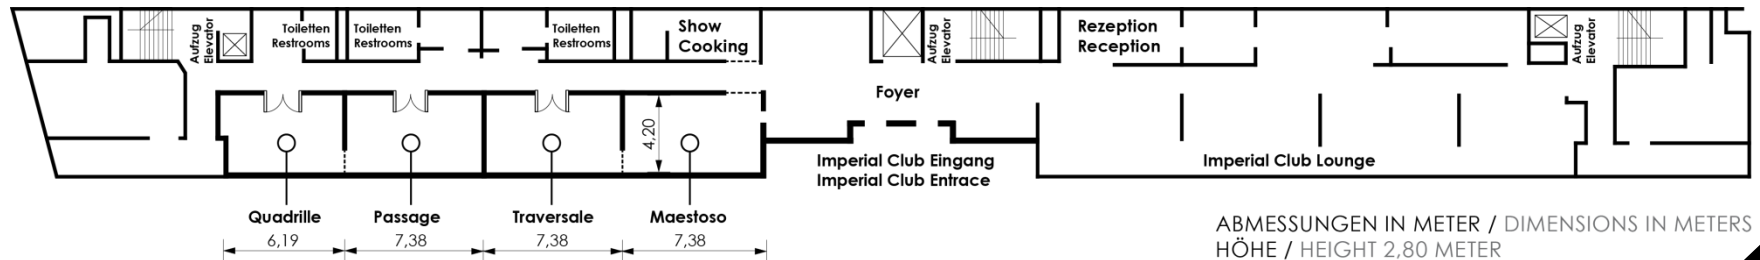 Aufzug
Elevator
Toiletten
Restrooms
Toiletten
Restrooms
Toiletten
Restrooms
Show
Cooking
Aufzug
Elevator
Rezeption
Reception
Aufzug
Elevator
Foyer
4,20
Imperial Club Eingang
Imperial Club Entrace
Imperial Club Lounge
Quadrille
Passage
Traversale
Maestoso
6,19
7,38
7,38
7,38
ABMESSUNGEN IN METER / DIMENSIONS IN METERS
HÖHE / HEIGHT 2,80 METER